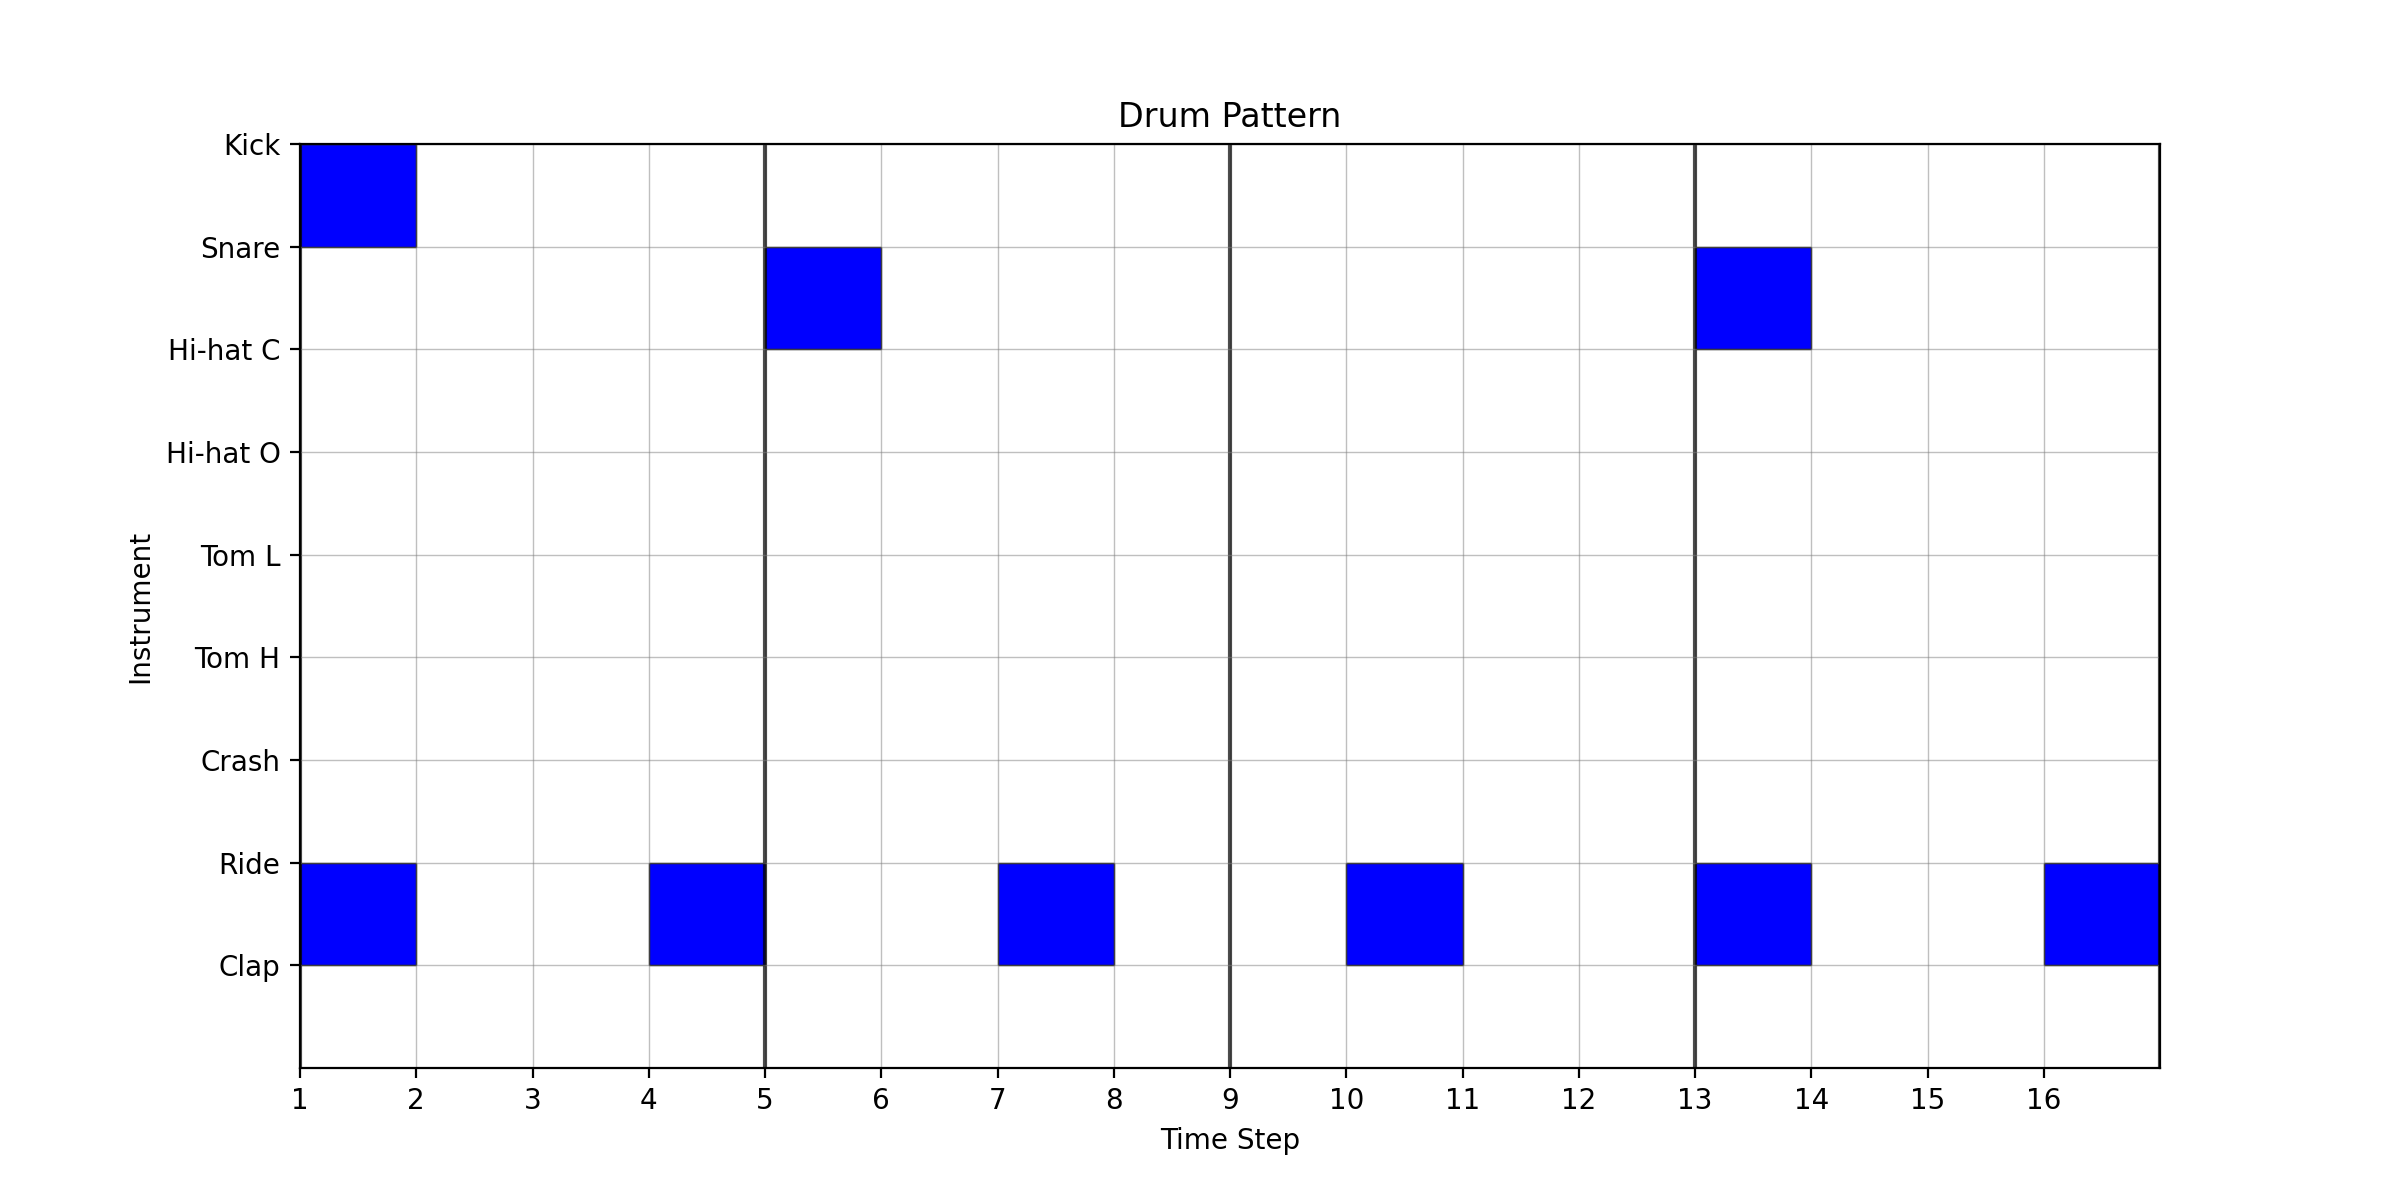 Drum Pattern
Kick
Snare
Hi-hat C
Hi-hat O
Tom L
Tom H
Crash
Ride
Clap
Instrument
1 2 3 4 5 6 7 8 9 10 11 12 13 14 15 16
Time Step